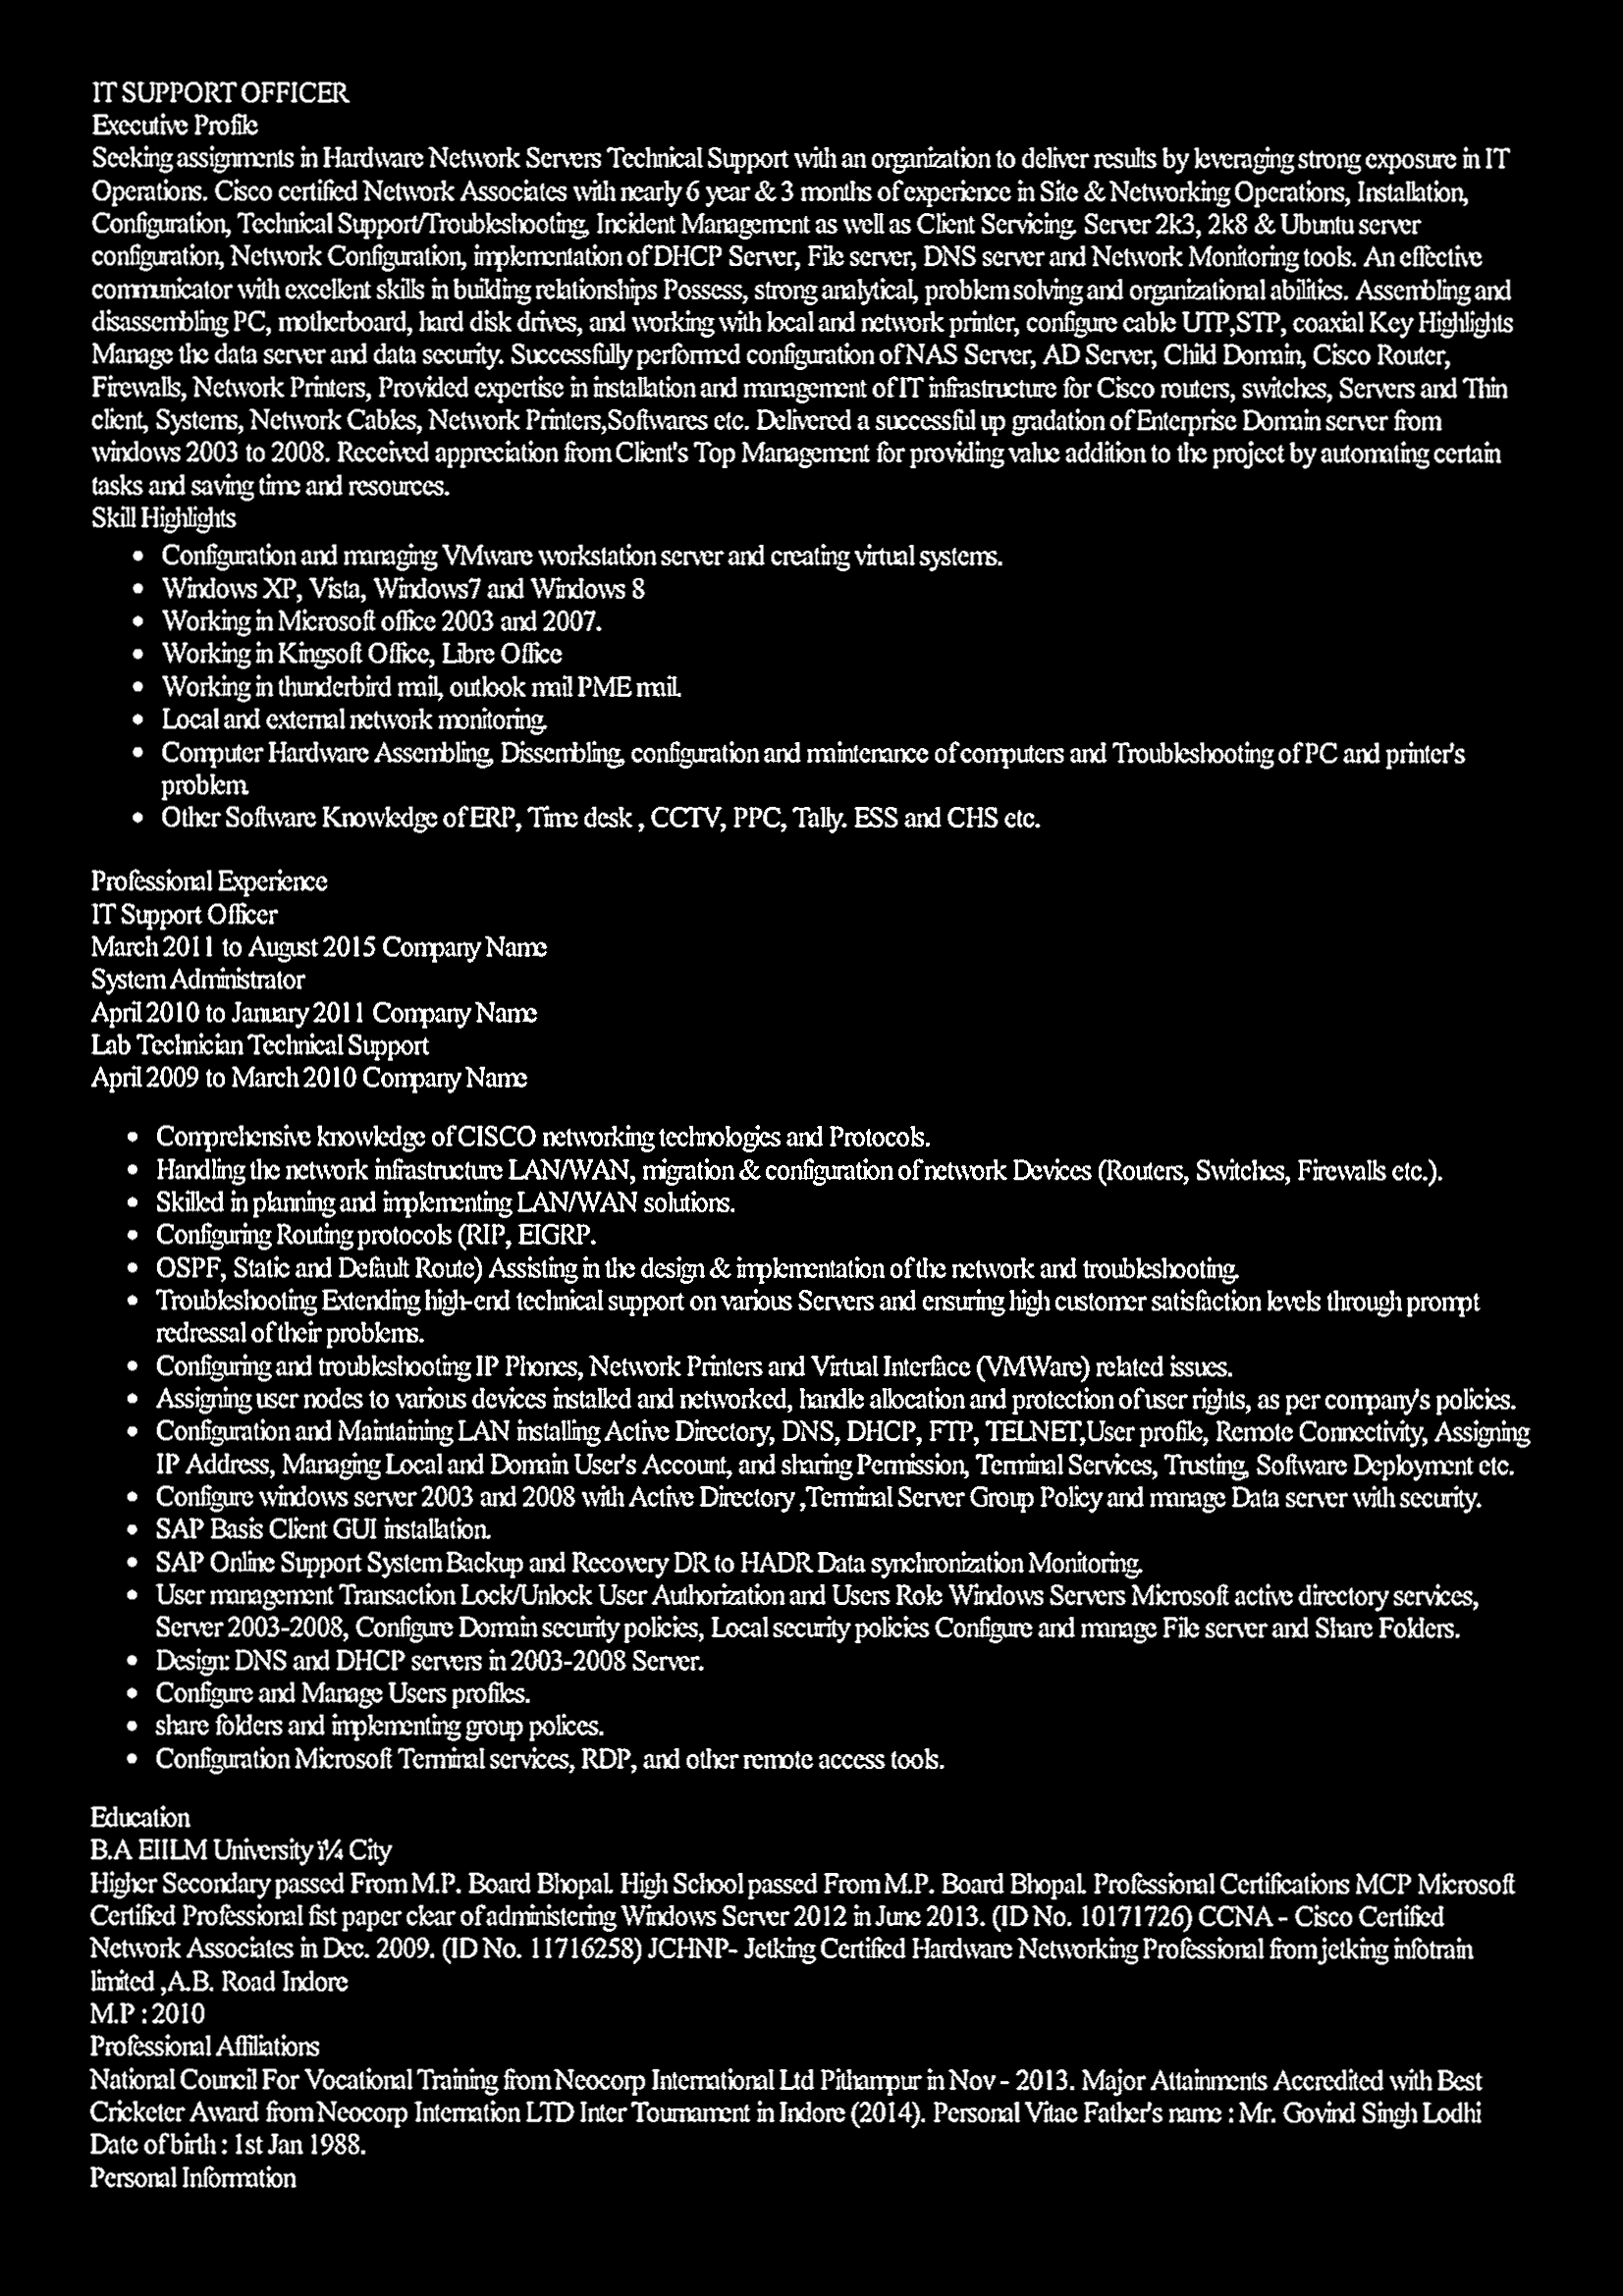 IT SUPPORT OFFICER
Executive Profile
Seeking assignments in Hardware Network Servers Technical Support with an organization to deliver results by leveraging strong exposure in IT
Operations. Cisco certified Network Associates with nearly 6 year & 3 months of experience in Site & Networking Operations, Installation,
Configuration, Technical Support/Troubleshooting, Incident Management as well as Client Servicing. Server 2k3, 2k8 & Ubuntu server
configuration, Network Configuration, implementation of DHCP Server, File server, DNS server and Network Monitoring tools. An effective
communicator with excellent skills in building relationships Possess, strong analytical, problem solving and organizational abilities. Assembling and
disassembling PC, motherboard, hard disk drives, and working with local and network printer, configure cable UTP,STP, coaxial Key Highlights
Manage the data server and data security. Successfully performed configuration of NAS Server, AD Server, Child Domain, Cisco Router,
Firewalls, Network Printers, Provided expertise in installation and management of IT infrastructure for Cisco routers, switches, Servers and Thin
client, Systems, Network Cables, Network Printers,Softwares etc. Delivered a successful up gradation of Enterprise Domain server from
windows 2003 to 2008. Received appreciation from Client's Top Management for providing value addition to the project by automating certain
tasks and saving time and resources.
Skill Highlights
• Configuration and managing VMware workstation server and creating virtual systems.
• Windows XP, Vista, Windows7 and Windows 8
• Working in Microsoft office 2003 and 2007.
• Working in Kingsoft Office, Libre Office
• Working in thunderbird mail, outlook mail PME mail.
• Local and external network monitoring.
• Computer Hardware Assembling, Dissembling, configuration and maintenance of computers and Troubleshooting of PC and printer's
problem.
• Other Software Knowledge of ERP, Time desk , CCTV, PPC, Tally. ESS and CHS etc.
Professional Experience
IT Support Officer
March 2011 to August 2015 Company Name
System Administrator
April 2010 to January 2011 Company Name
Lab Technician Technical Support
April 2009 to March 2010 Company Name
• Comprehensive knowledge of CISCO networking technologies and Protocols.
• Handling the network infrastructure LAN/WAN, migration & configuration of network Devices (Routers, Switches, Firewalls etc.).
• Skilled in planning and implementing LAN/WAN solutions.
• Configuring Routing protocols (RIP, EIGRP.
• OSPF, Static and Default Route) Assisting in the design & implementation of the network and troubleshooting.
• Troubleshooting Extending high-end technical support on various Servers and ensuring high customer satisfaction levels through prompt
redressal of their problems.
• Configuring and troubleshooting IP Phones, Network Printers and Virtual Interface (VMWare) related issues.
• Assigning user nodes to various devices installed and networked, handle allocation and protection of user rights, as per company's policies.
• Configuration and Maintaining LAN installing Active Directory, DNS, DHCP, FTP, TELNET,User profile, Remote Connectivity, Assigning
IP Address, Managing Local and Domain User's Account, and sharing Permission, Terminal Services, Trusting, Software Deployment etc.
• Configure windows server 2003 and 2008 with Active Directory ,Terminal Server Group Policy and manage Data server with security.
• SAP Basis Client GUI installation.
• SAP Online Support System Backup and Recovery DR to HADR Data synchronization Monitoring.
• User management Transaction Lock/Unlock User Authorization and Users Role Windows Servers Microsoft active directory services,
Server 2003-2008, Configure Domain security policies, Local security policies Configure and manage File server and Share Folders.
• Design: DNS and DHCP servers in 2003-2008 Server.
• Configure and Manage Users profiles.
• share folders and implementing group polices.
• Configuration Microsoft Terminal services, RDP, and other remote access tools.
Education
B.A EIILM University ï¼ City
Higher Secondary passed From M.P. Board Bhopal. High School passed From M.P. Board Bhopal. Professional Certifications MCP Microsoft
Certified Professional fist paper clear of administering Windows Server 2012 in June 2013. (ID No. 10171726) CCNA - Cisco Certified
Network Associates in Dec. 2009. (ID No. 11716258) JCHNP- Jetking Certified Hardware Networking Professional from jetking infotrain
limited ,A.B. Road Indore
M.P : 2010
Professional Affiliations
National Council For Vocational Training from Neocorp International Ltd Pithampur in Nov - 2013. Major Attainments Accredited with Best
Cricketer Award from Neocorp Internation LTD Inter Tournament in Indore (2014). Personal Vitae Father's name : Mr. Govind Singh Lodhi
Date of birth : 1st Jan 1988.
Personal Information